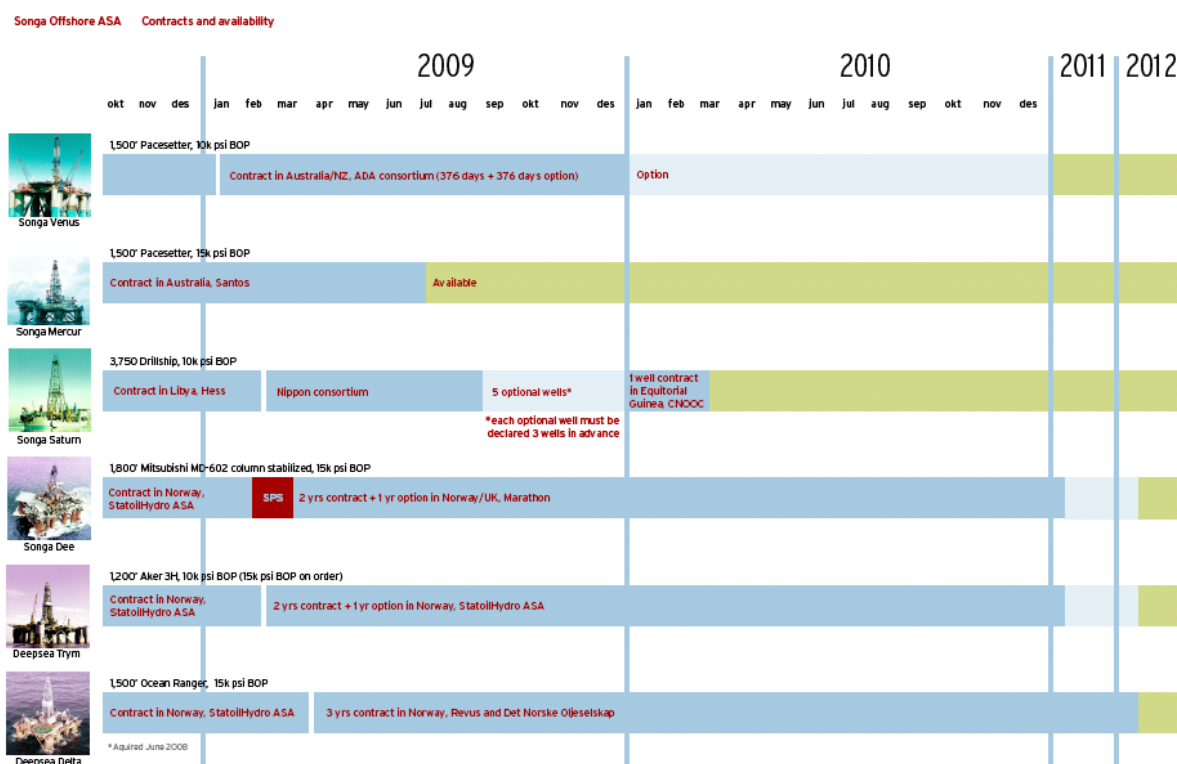 Songa Offshore ASA Contracts and availability
2009 2010 2011 2012
okt nov des jan feb mar apr may jun jul aug sep okt nov des jan feb mar apr may jun jul aug sep okt nov des
1,500' Pacesetter, 10k psi BOP
Contract in Australia/NZ, ADA consortium (376 days + 376 days option)
Option
Songa Venus
1,500' Pacesetter, 15k psi BOP
Contract in Australia, Santos
Available
Songa Mercur
3,750 Drillship, 10k psi BOP
Contract in Libya, Hess
Nippon consortium
5 optional wells*
1 well contract
in Equitorial
Guinea, CNOOC
*each optional well must be
declared 3 wells in advance
Songa Saturn
1,800' Mitsubishi MD-602 column stabilized, 15k psi BOP
Contract in Norway,
StatoilHydro ASA
SPS
2 yrs contract + 1 yr option in Norway/UK, Marathon
Songa Dee
1,200' Aker 3H, 10k psi BOP (15k psi BOP on order)
Contract in Norway,
StatoilHydro ASA
2 yrs contract + 1 yr option in Norway, StatoilHydro ASA
Deepsea Trym
1,500' Ocean Ranger, 15k psi BOP
Contract in Norway, StatoilHydro ASA
3 yrs contract in Norway, Revus and Det Norske Oljeselskap
*Aquired June 2008
Deepsea Delta